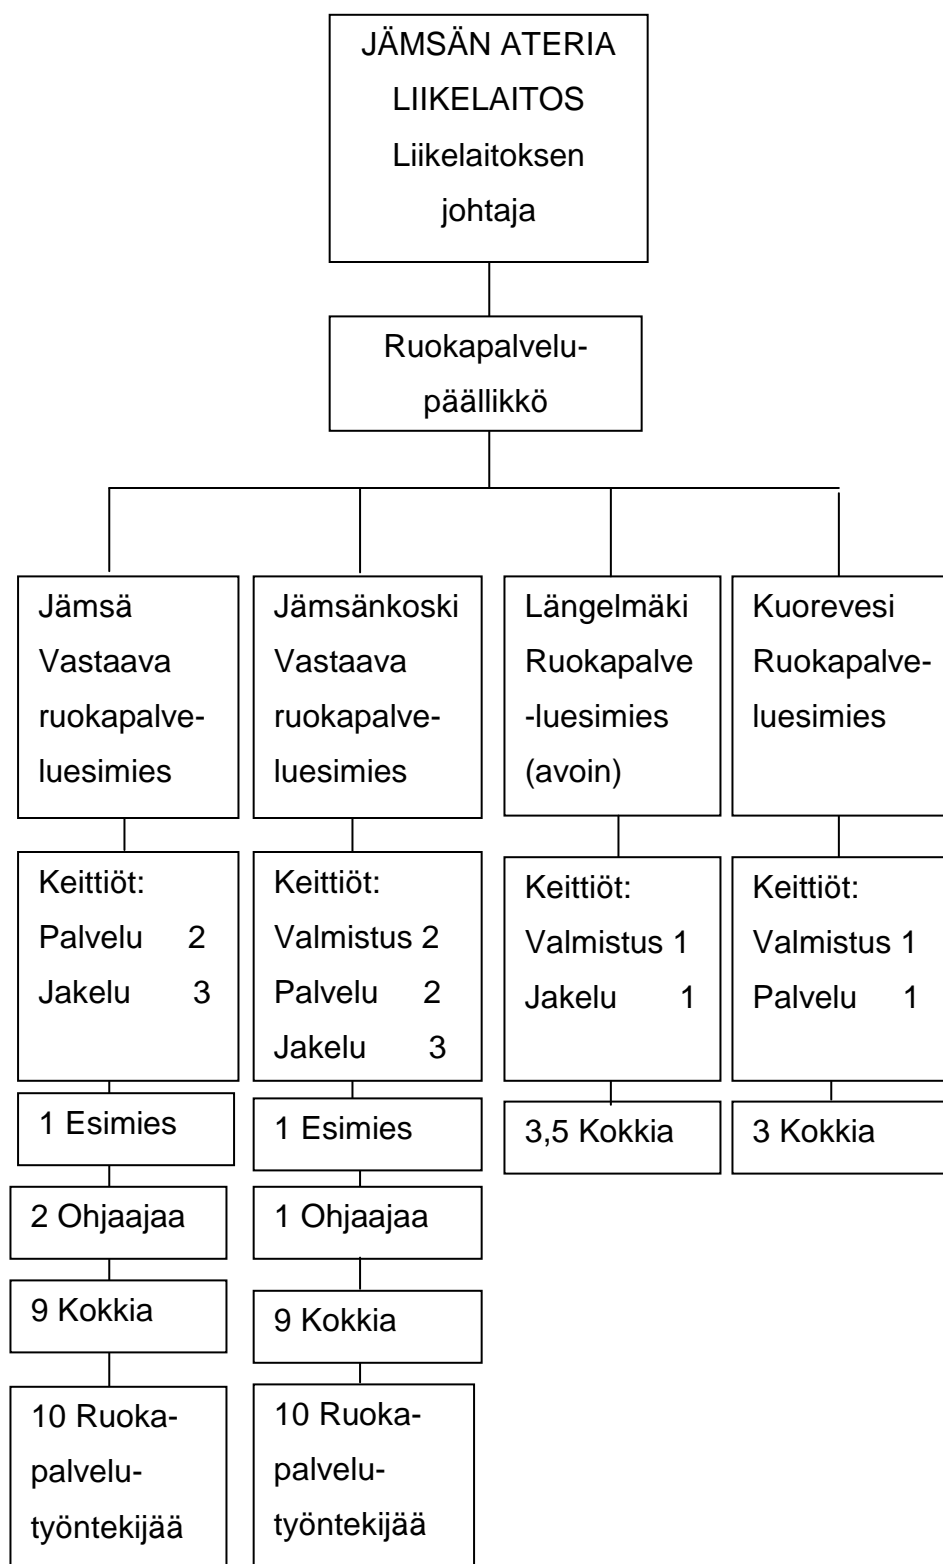 JÄMSÄN ATERIA
LIIKELAITOS
Liikelaitoksen
johtaja
Ruokapalvelu-
päällikkö
Jämsä
Vastaava
ruokapalve-
luesimies
Jämsänkoski
Vastaava
ruokapalve-
luesimies
Längelmäki
Ruokapalve
-luesimies
(avoin)
Kuorevesi
Ruokapalve-
luesimies
Keittiöt:
Palvelu 2
Jakelu 3
Keittiöt:
Valmistus 2
Palvelu 2
Jakelu 3
Keittiöt:
Valmistus 1
Jakelu 1
Keittiöt:
Valmistus 1
Palvelu 1
1 Esimies
1 Esimies
3,5 Kokkia
3 Kokkia
2 Ohjaajaa
1 Ohjaajaa
9 Kokkia
9 Kokkia
10 Ruoka-
palvelu-
työntekijää
10 Ruoka-
palvelu-
työntekijää